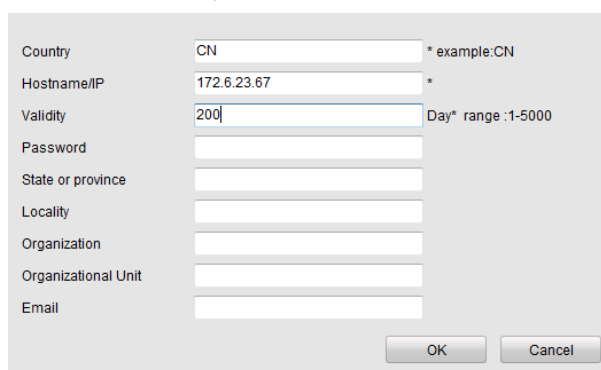 Country CN * example:CN
Hostname/IP 172.6.23.67 *
Validity 200 Day* range :1-5000
Password
State or province
Locality
Organization
Organizational Unit
Email
OK Cancel